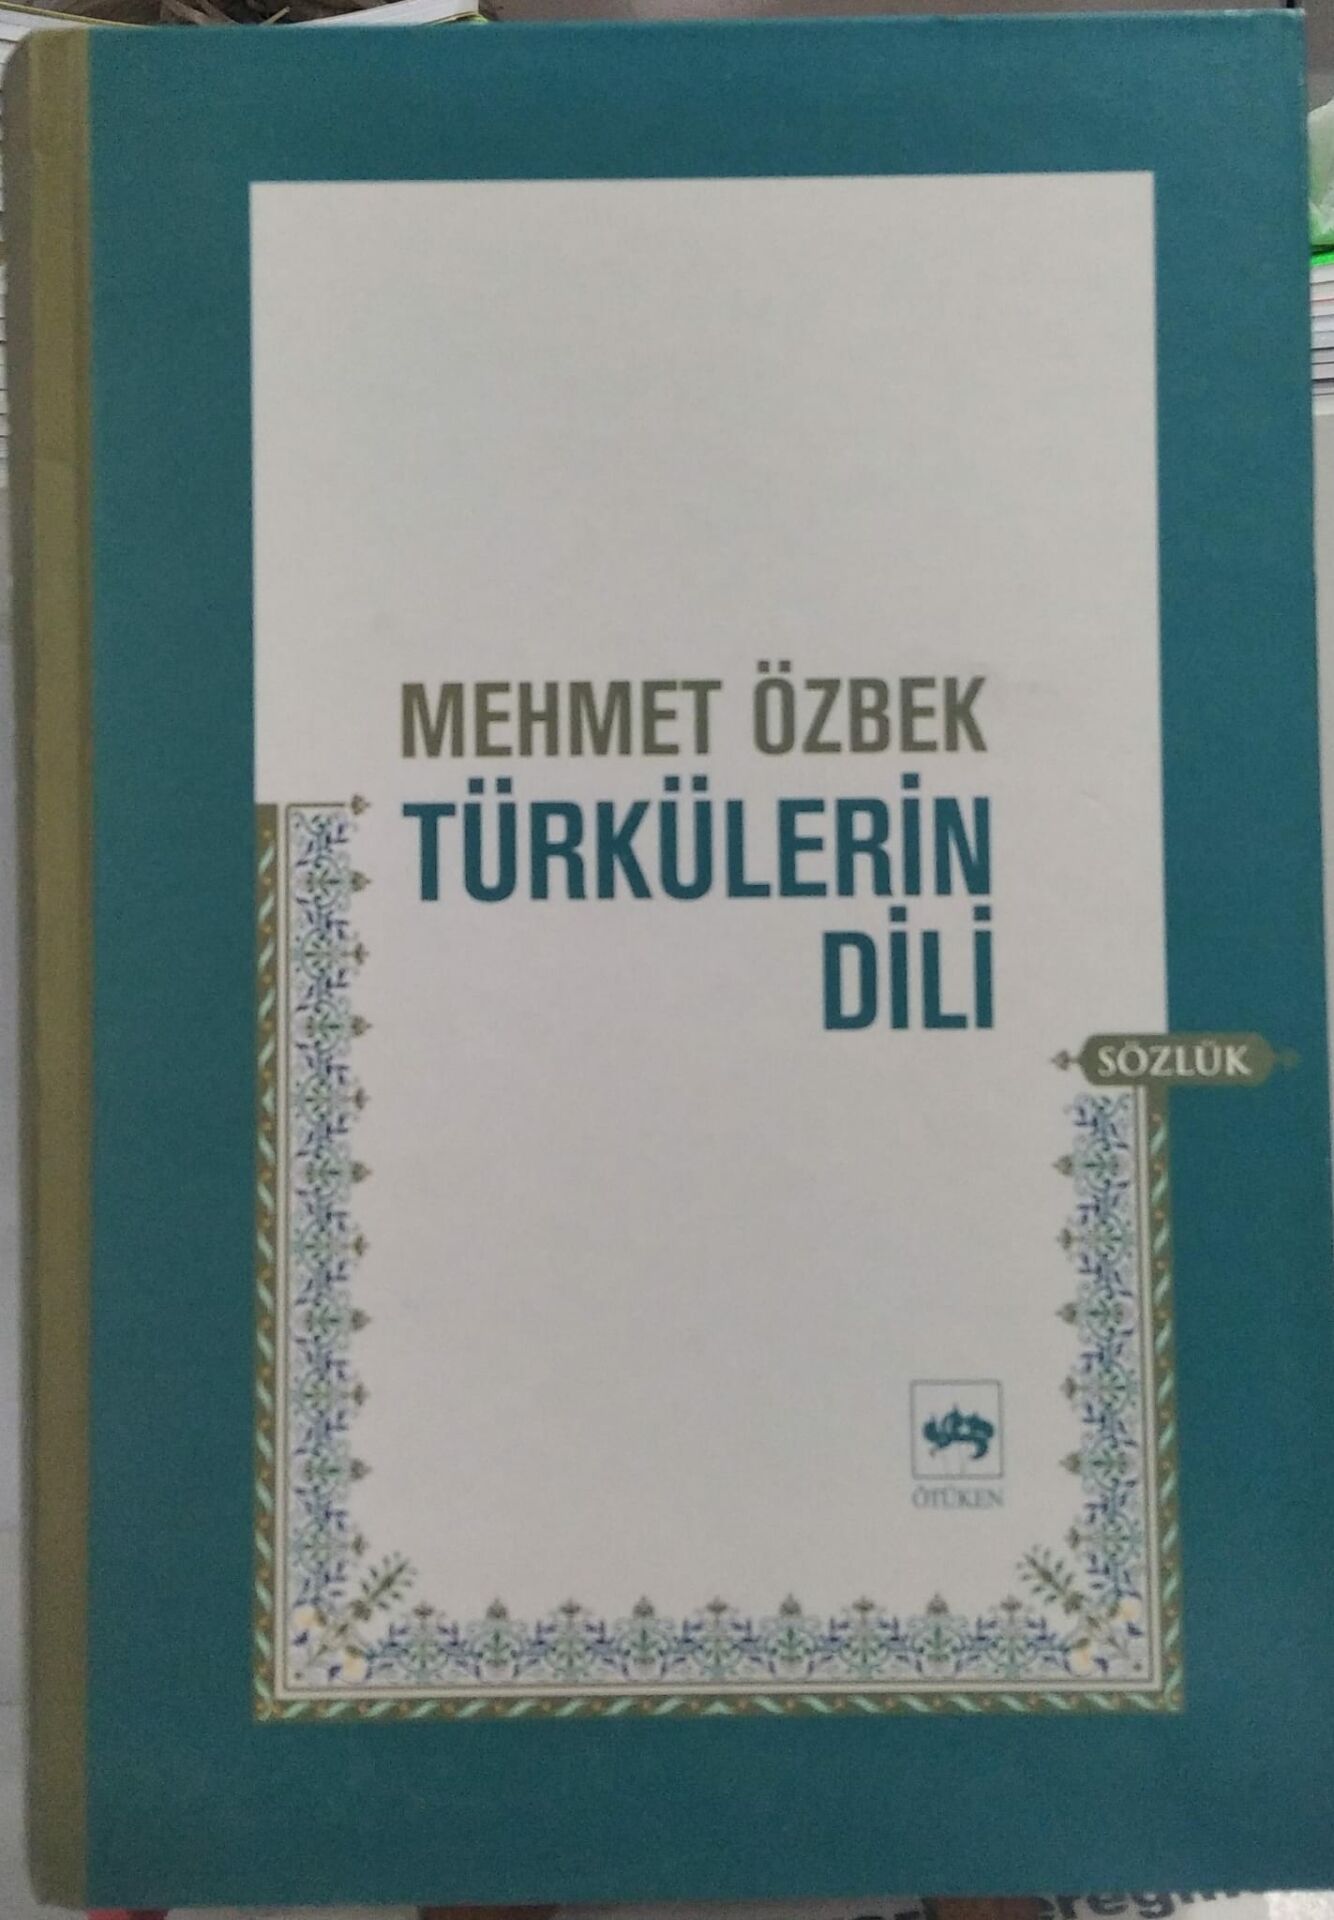 MEHMET ÖZBEK
TÜRKÜLERİN
DİLİ
SÖZLÜK
ÖTÜKEN